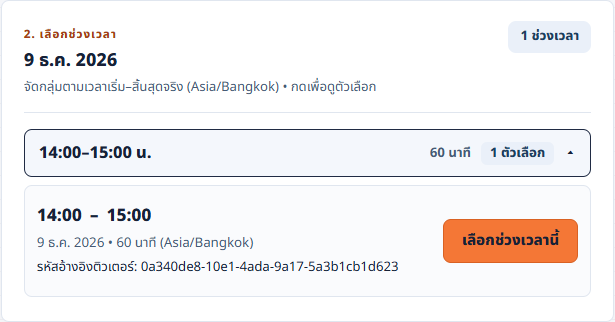 2. เลือกช่วงเวลา
1 ช่วงเวลา
9 ธ.ค. 2026
จัดกลุ่มตามเวลาเริ่ม–สิ้นสุดจริง (Asia/Bangkok) • กดเพื่อดูตัวเลือก
14:00–15:00 น.
60 นาที
1 ตัวเลือก
14:00 – 15:00
9 ธ.ค. 2026 • 60 นาที (Asia/Bangkok)
รหัสอ้างอิงติวเตอร์: 0a340de8-10e1-4ada-9a17-5a3b1cb1d623
เลือกช่วงเวลานี้